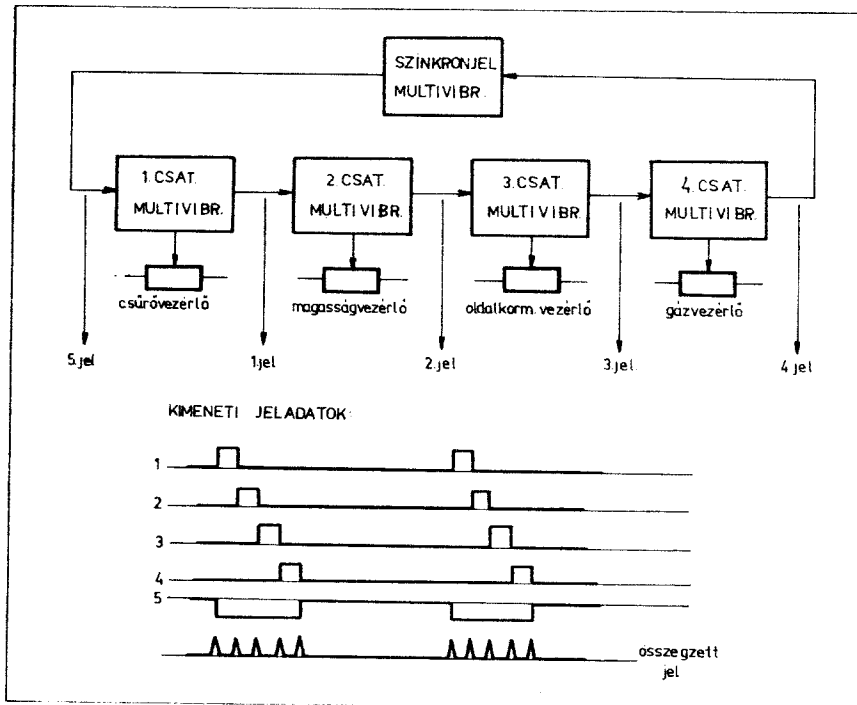 SZÍNKRONJEL
MULTIVIBR.
1. CSAT.
MULTIVIBR.
2. CSAT.
MULTIVIBR.
3. CSAT.
MULTIVIBR.
4. CSAT.
MULTIVIBR.
csűrővezérlő
magasságvezérlő
oldalkorm. vezérlő
gázvezérlő
5.jel
1.jel
2.jel
3.jel.
4.jel
KIMENETI JELADATOK:
1
2
3
4
5
összegzett
jel